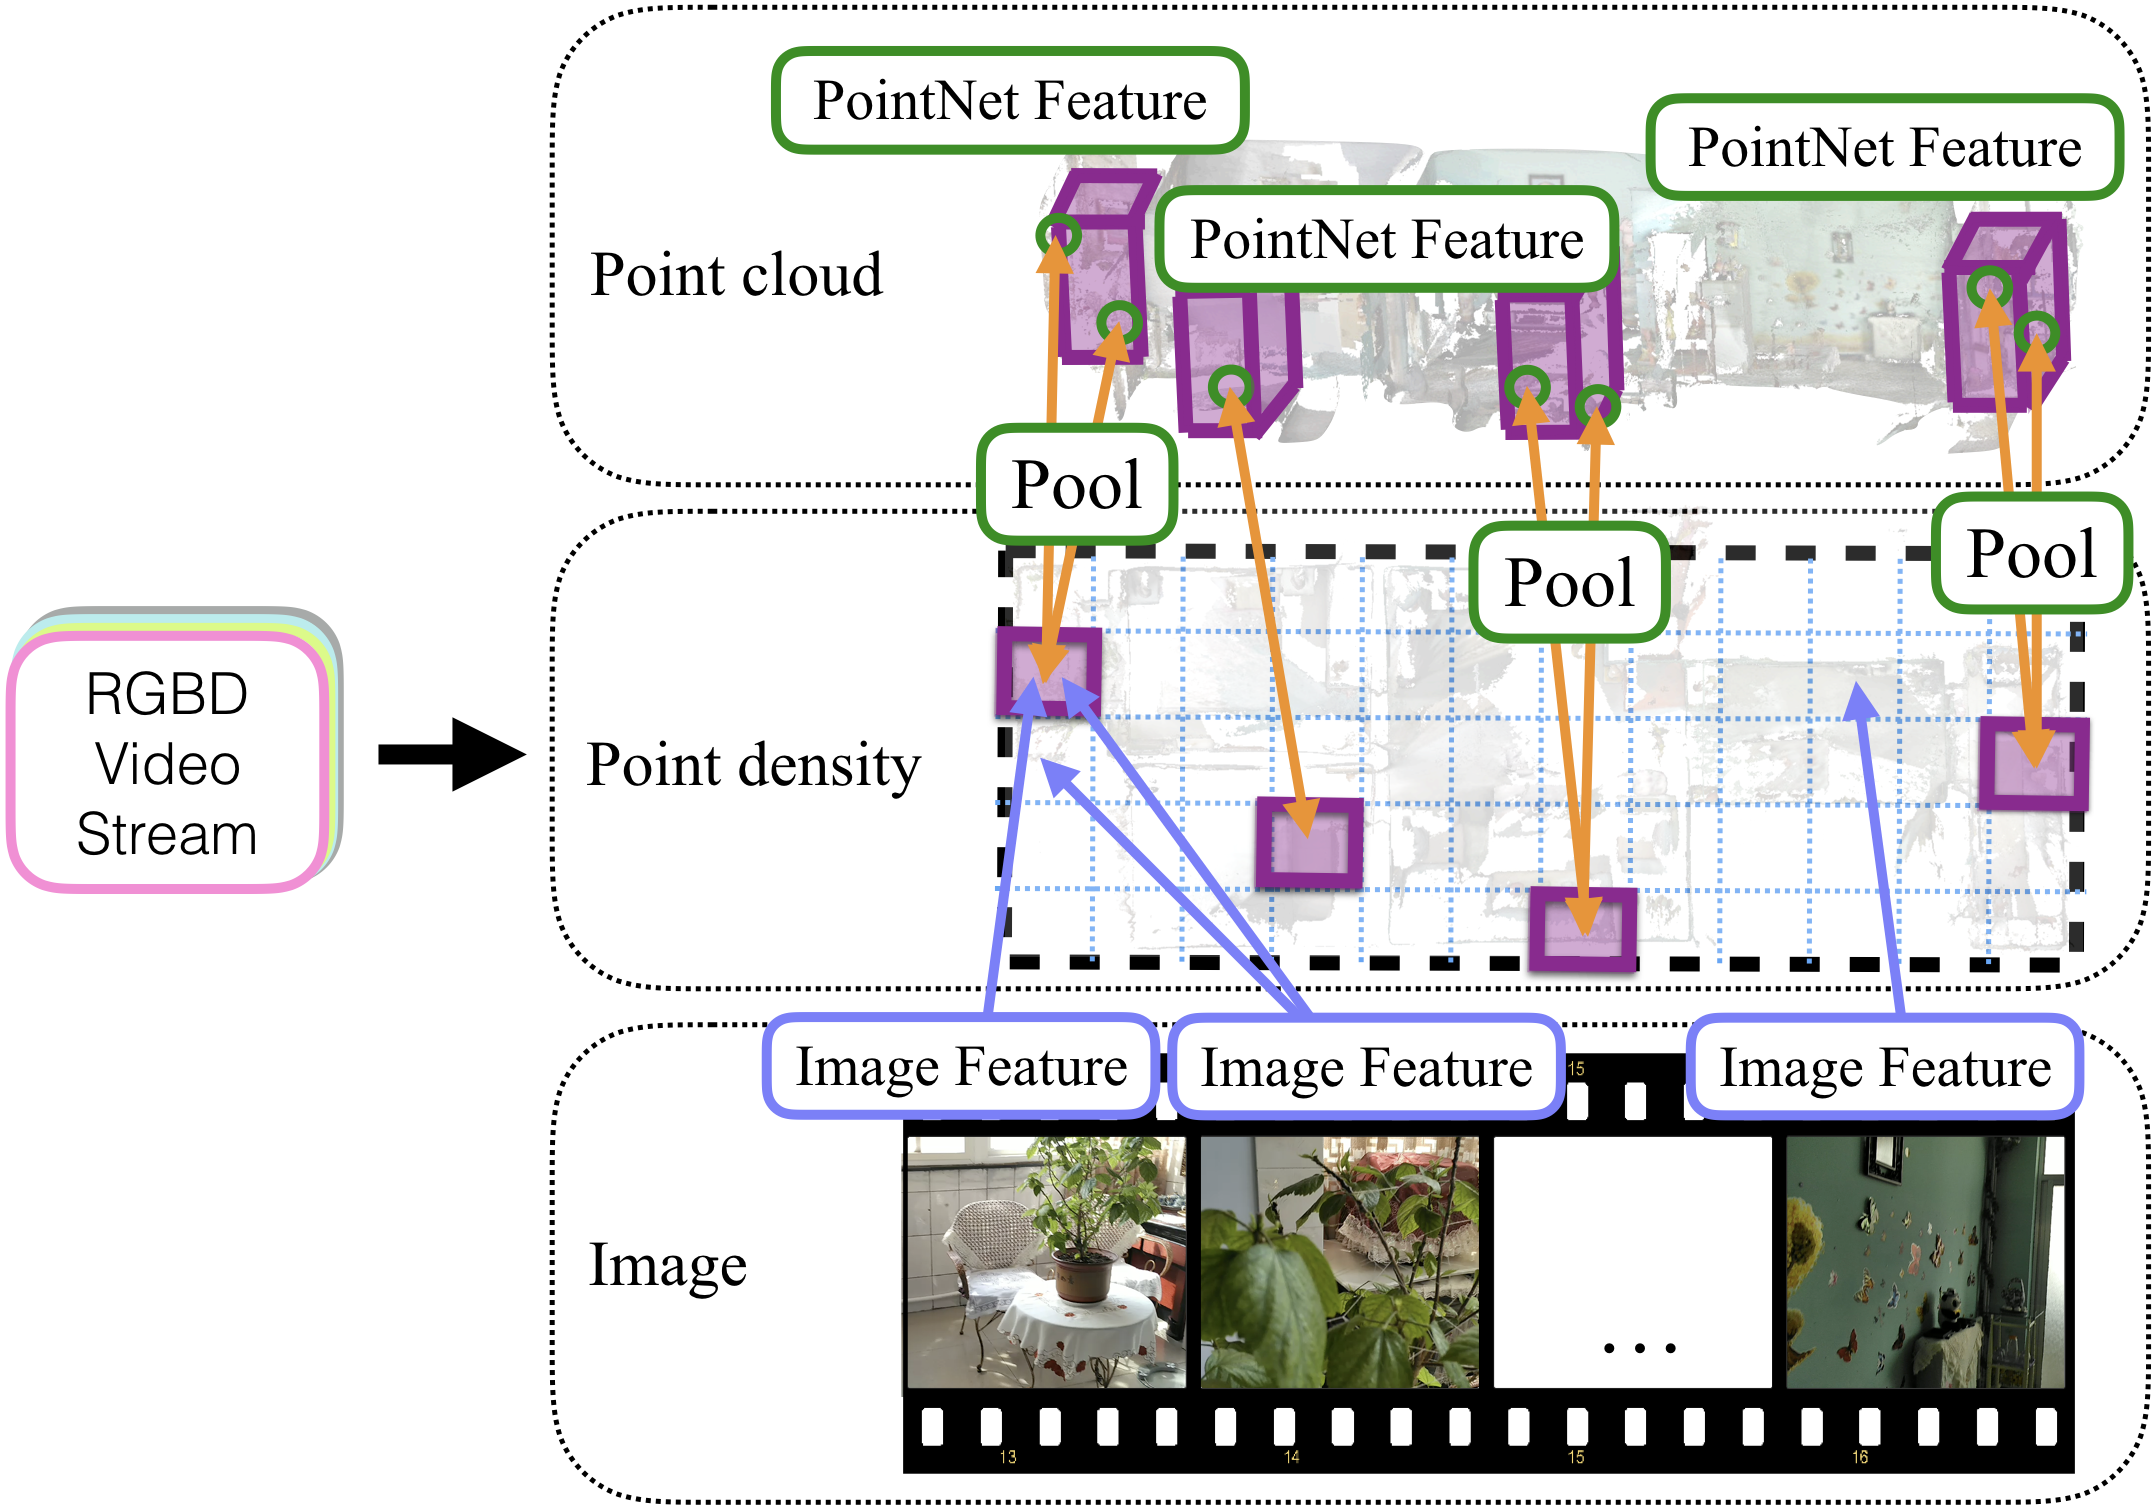 PointNet Feature
PointNet Feature
PointNet Feature
Point cloud
Pool
Pool
Pool
RGBD
Video
Stream
Point density
Image Feature
Image Feature
Image Feature
15
Image
...
13
14
15
16